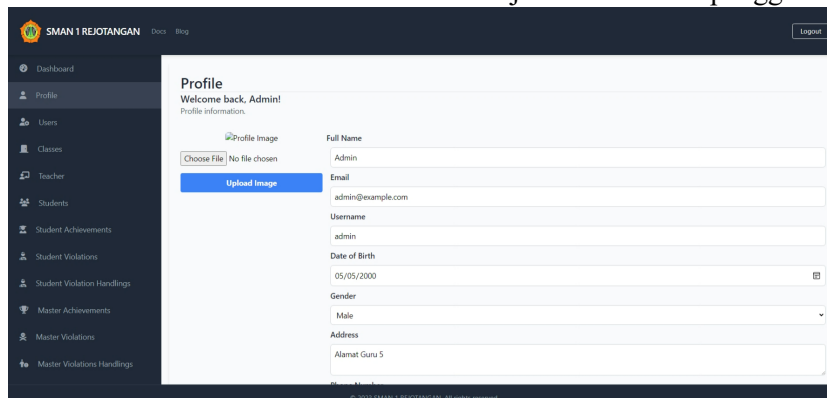 SMAN 1 REJOTANGAN Docs Blog Logout
Dashboard
Profile
Users
Classes
Teacher
Students
Student Achievements
Student Violations
Student Violation Handlings
Master Achievements
Master Violations
Master Violations Handlings
Profile
Welcome back, Admin!
Profile information.
Profile Image
Choose File No file chosen
Upload Image
Full Name
Admin
Email
admin@example.com
Username
admin
Date of Birth
05/05/2000
Gender
Male
Address
Alamat Guru 5